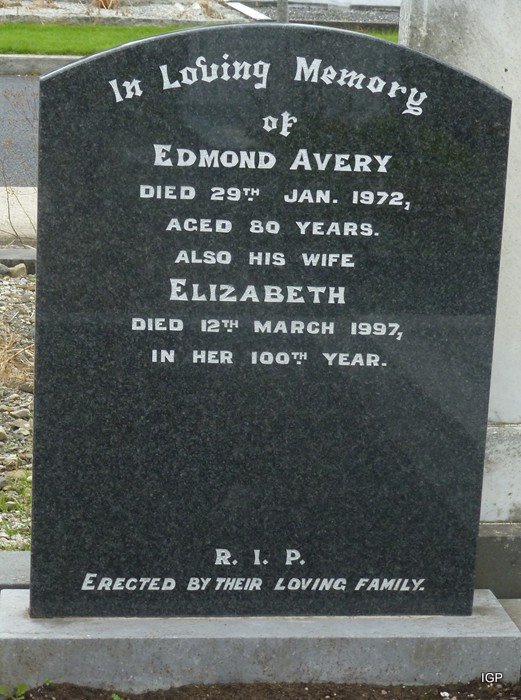 In Loving Memory
of
EDMOND AVERY
DIED 29TH JAN. 1972,
AGED 80 YEARS.
ALSO HIS WIFE
ELIZABETH
DIED 12TH MARCH 1997,
IN HER 100TH YEAR.
R. I. P.
ERECTED BY THEIR LOVING FAMILY.
IGP